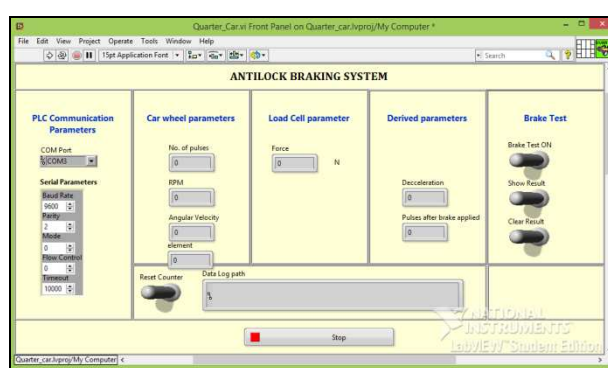 Quarter_Car.vi Front Panel on Quarter_car.lvproj/My Computer *
File Edit View Project Operate Tools Window Help
15pt Application Font
Search
ANTILOCK BRAKING SYSTEM
PLC Communication
Parameters
COM Port
COM3
Serial Parameters
Baud Rate
9600
Parity
2
Mode
0
Flow Control
0
Timeout
10000
Car wheel parameters
No. of pulses
0
RPM
0
Angular Velocity
0
element
0
Load Cell parameter
Force
0 N
Derived parameters
Decceleration
0
Pulses after brake applied
0
Brake Test
Brake Test ON
Show Result
Clear Result
Reset Counter
Data Log path
Stop
NATIONAL
INSTRUMENTS
LabVIEW Student Edition
Quarter_car.lvproj/My Computer